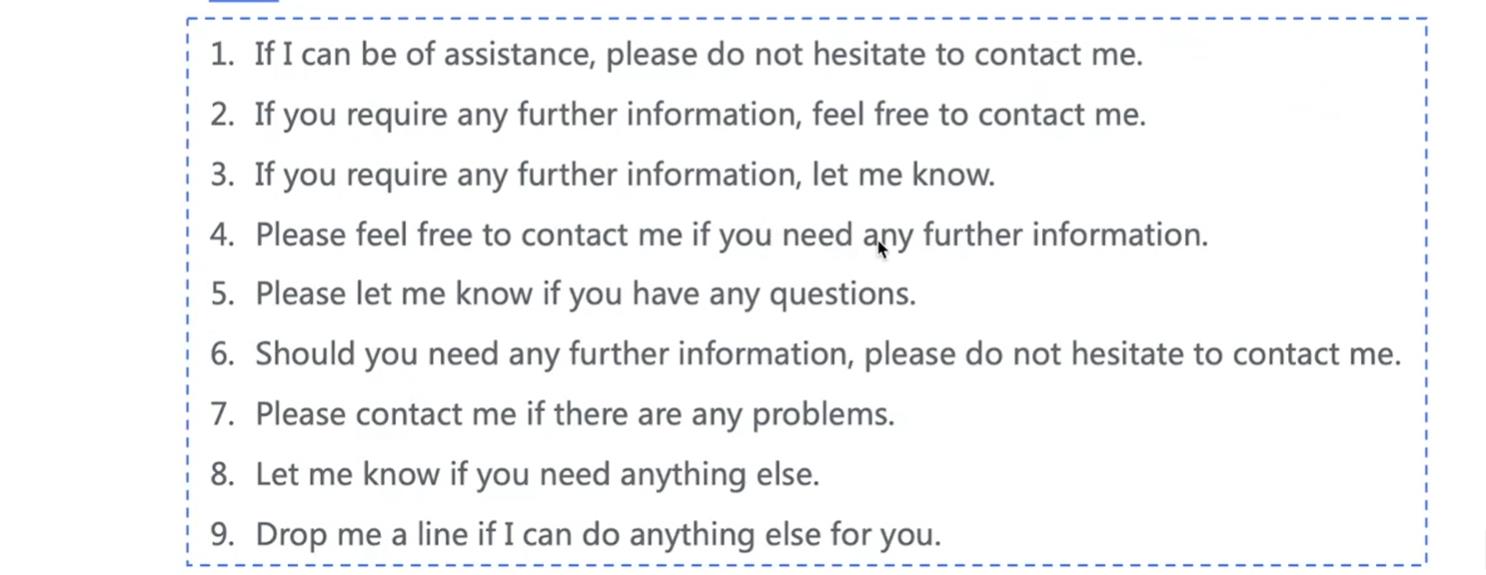 1. If I can be of assistance, please do not hesitate to contact me.
2. If you require any further information, feel free to contact me.
3. If you require any further information, let me know.
4. Please feel free to contact me if you need any further information.
5. Please let me know if you have any questions.
6. Should you need any further information, please do not hesitate to contact me.
7. Please contact me if there are any problems.
8. Let me know if you need anything else.
9. Drop me a line if I can do anything else for you.